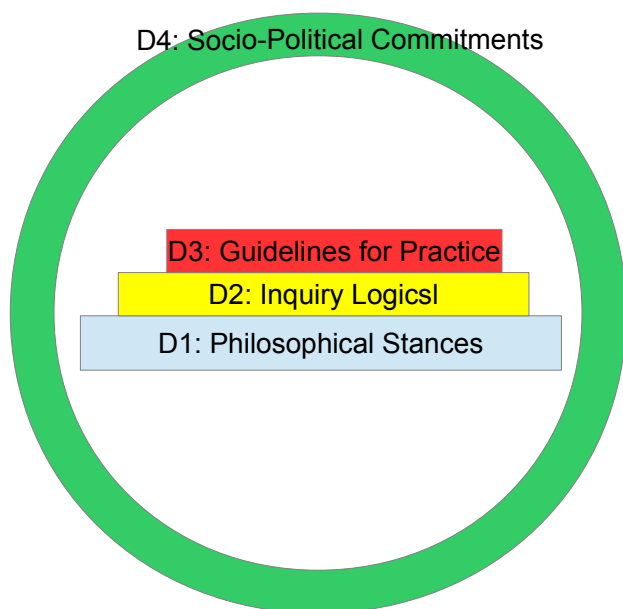 D4: Socio-Political Commitments
D3: Guidelines for Practice
D2: Inquiry Logicsl
D1: Philosophical Stances